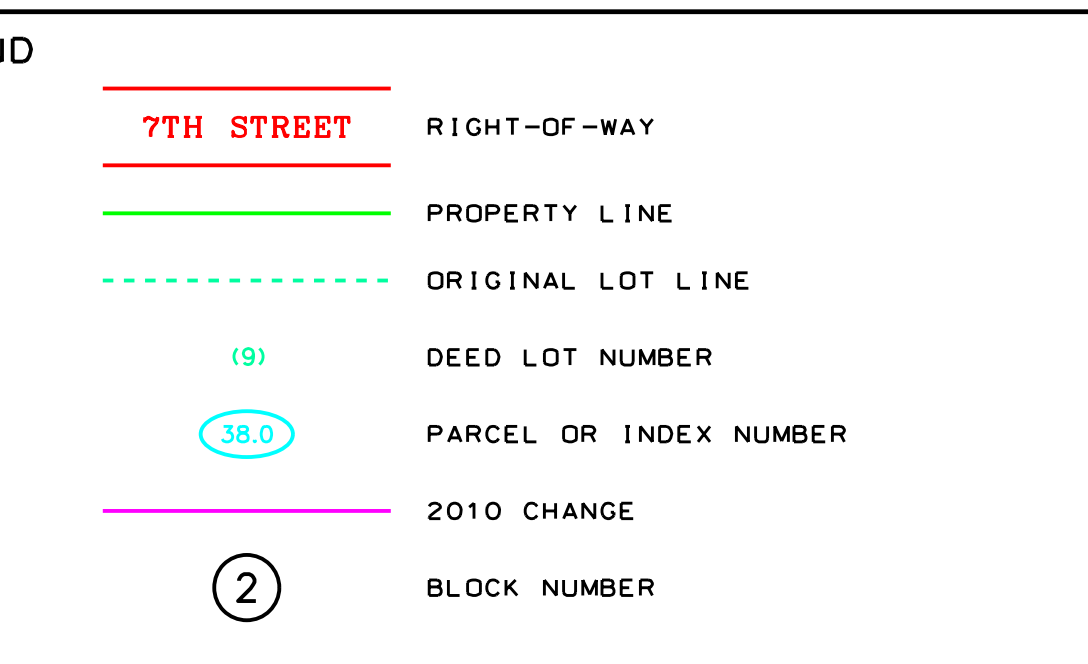 7TH STREET RIGHT-OF-WAY
PROPERTY LINE
ORIGINAL LOT LINE
(9) DEED LOT NUMBER
38.0 PARCEL OR INDEX NUMBER
2010 CHANGE
2 BLOCK NUMBER